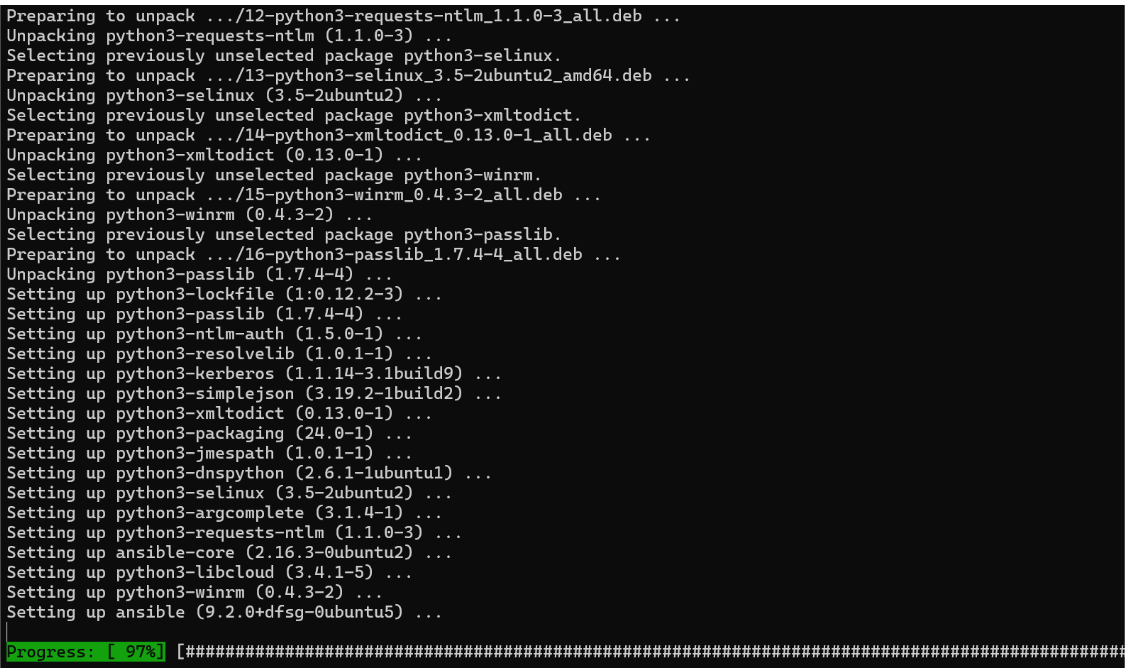 Preparing to unpack .../12-python3-requests-ntlm_1.1.0-3_all.deb ...
Unpacking python3-requests-ntlm (1.1.0-3) ...
Selecting previously unselected package python3-selinux.
Preparing to unpack .../13-python3-selinux_3.5-2ubuntu2_amd64.deb ...
Unpacking python3-selinux (3.5-2ubuntu2) ...
Selecting previously unselected package python3-xmltodict.
Preparing to unpack .../14-python3-xmltodict_0.13.0-1_all.deb ...
Unpacking python3-xmltodict (0.13.0-1) ...
Selecting previously unselected package python3-winrm.
Preparing to unpack .../15-python3-winrm_0.4.3-2_all.deb ...
Unpacking python3-winrm (0.4.3-2) ...
Selecting previously unselected package python3-passlib.
Preparing to unpack .../16-python3-passlib_1.7.4-4_all.deb ...
Unpacking python3-passlib (1.7.4-4) ...
Setting up python3-lockfile (1:0.12.2-3) ...
Setting up python3-passlib (1.7.4-4) ...
Setting up python3-ntlm-auth (1.5.0-1) ...
Setting up python3-resolvelib (1.0.1-1) ...
Setting up python3-kerberos (1.1.14-3.1build9) ...
Setting up python3-simplejson (3.19.2-1build2) ...
Setting up python3-xmltodict (0.13.0-1) ...
Setting up python3-packaging (24.0-1) ...
Setting up python3-jmespath (1.0.1-1) ...
Setting up python3-dnspython (2.6.1-1ubuntu1) ...
Setting up python3-selinux (3.5-2ubuntu2) ...
Setting up python3-argcomplete (3.1.4-1) ...
Setting up python3-requests-ntlm (1.1.0-3) ...
Setting up ansible-core (2.16.3-0ubuntu2) ...
Setting up python3-libcloud (3.4.1-5) ...
Setting up python3-winrm (0.4.3-2) ...
Setting up ansible (9.2.0+dfsg-0ubuntu5) ...
Progress: [ 97%] [###############################################################################################